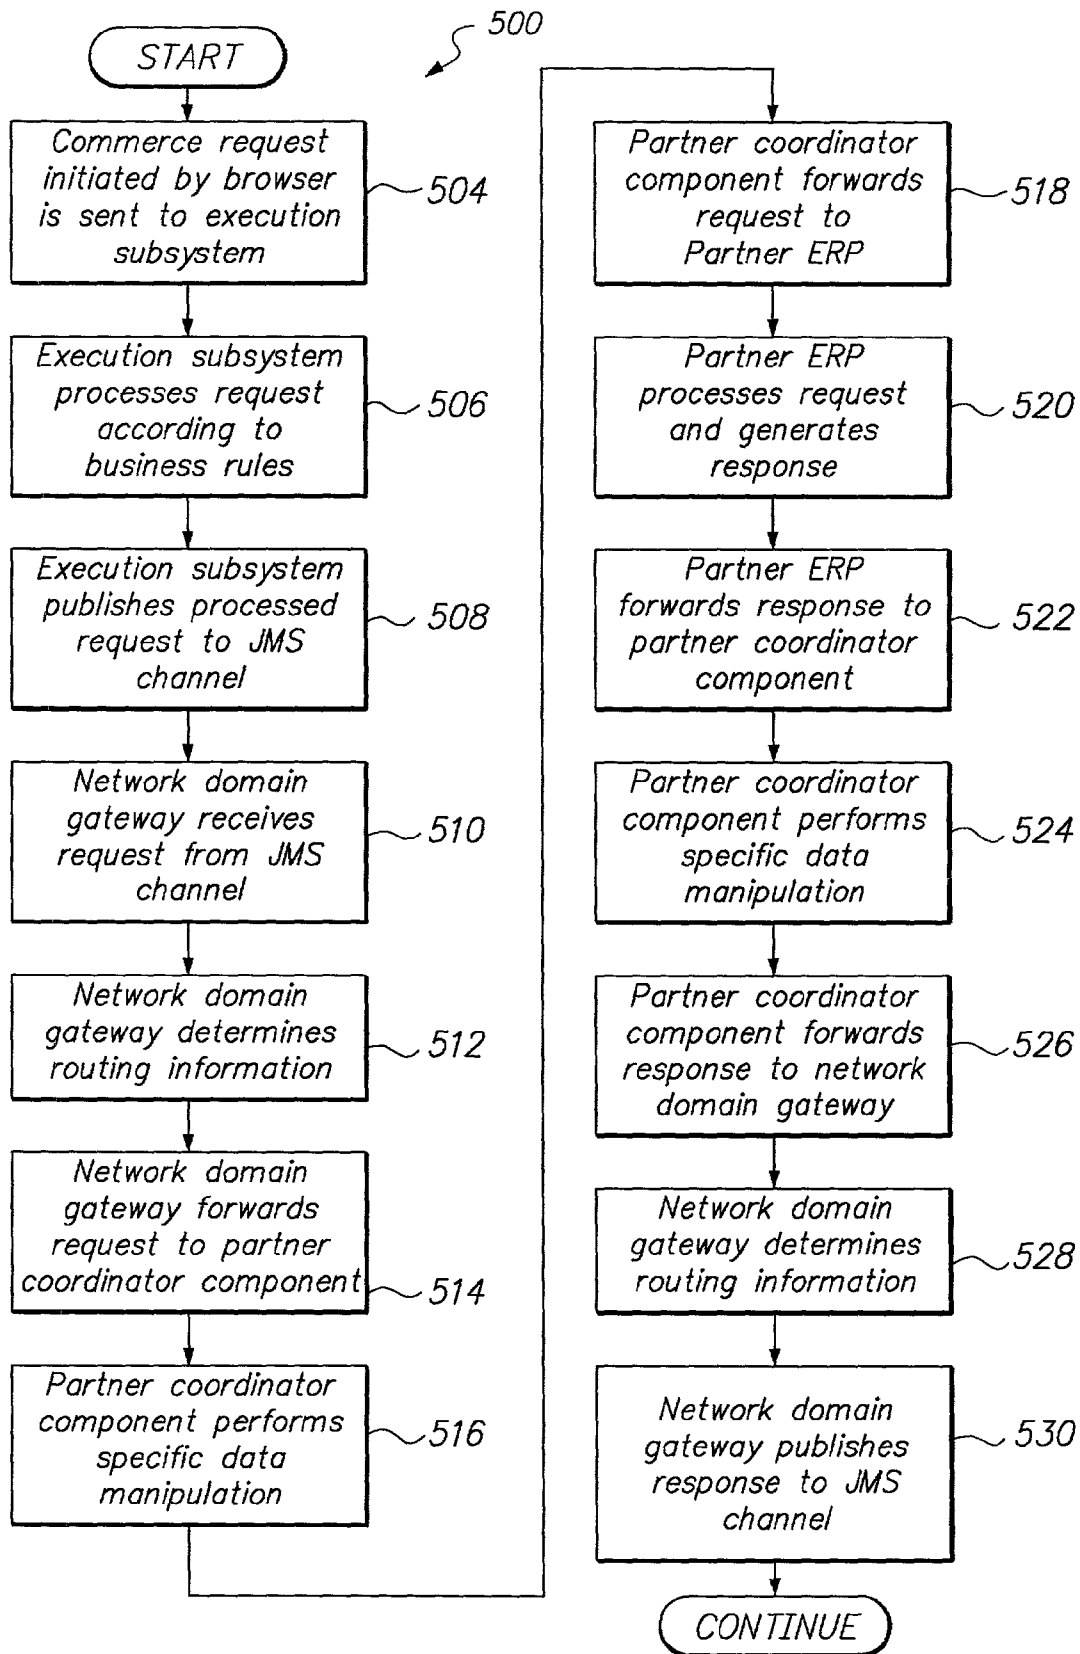 500
START
Commerce request
initiated by browser
is sent to execution
subsystem
504
Execution subsystem
processes request
according to
business rules
506
Execution subsystem
publishes processed
request to JMS
channel
508
Network domain
gateway receives
request from JMS
channel
510
Network domain
gateway determines
routing information
512
Network domain
gateway forwards
request to partner
coordinator component
514
Partner coordinator
component performs
specific data
manipulation
516
Partner coordinator
component forwards
request to
Partner ERP
518
Partner ERP
processes request
and generates
response
520
Partner ERP
forwards response to
partner coordinator
component
522
Partner coordinator
component performs
specific data
manipulation
524
Partner coordinator
component forwards
response to network
domain gateway
526
Network domain
gateway determines
routing information
528
Network domain
gateway publishes
response to JMS
channel
530
CONTINUE